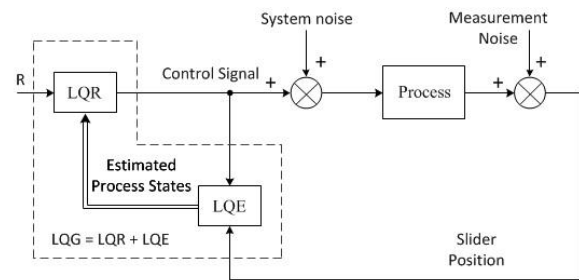 System noise
Measurement
Noise
R
LQR
Control Signal
+
+
Process
+
+
Estimated
Process States
LQE
LQG = LQR + LQE
Slider
Position